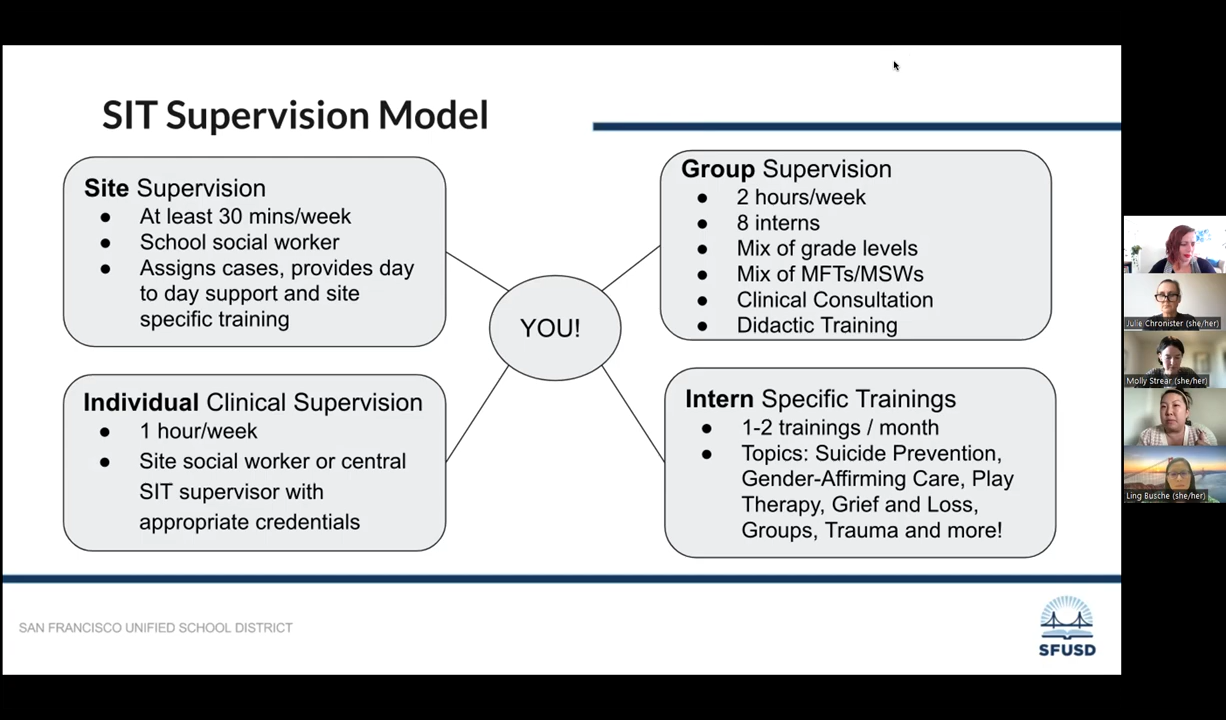 SIT Supervision Model
Site Supervision
● At least 30 mins/week
● School social worker
● Assigns cases, provides day
to day support and site
specific training
Group Supervision
● 2 hours/week
● 8 interns
● Mix of grade levels
● Mix of MFTs/MSWs
● Clinical Consultation
● Didactic Training
YOU!
Individual Clinical Supervision
● 1 hour/week
● Site social worker or central
SIT supervisor with
appropriate credentials
Intern Specific Trainings
● 1-2 trainings / month
● Topics: Suicide Prevention,
Gender-Affirming Care, Play
Therapy, Grief and Loss,
Groups, Trauma and more!
SAN FRANCISCO UNIFIED SCHOOL DISTRICT
SFUSD
Julie Chronister (she/her)
Molly Strear (she/her)
Ling Busche (she/her)